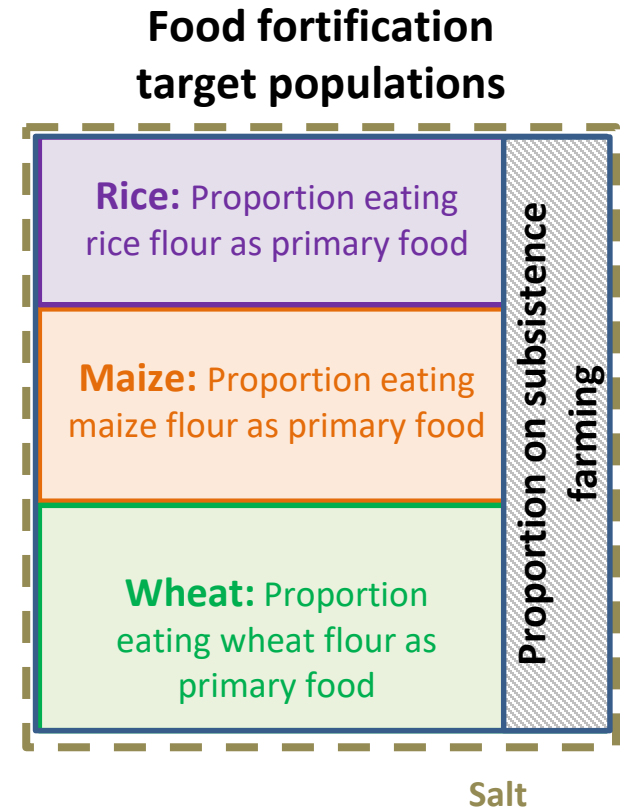 Food fortification
target populations
Rice: Proportion eating
rice flour as primary food
Maize: Proportion eating
maize flour as primary food
Wheat: Proportion
eating wheat flour as
primary food
Proportion on subsistence
farming
Salt